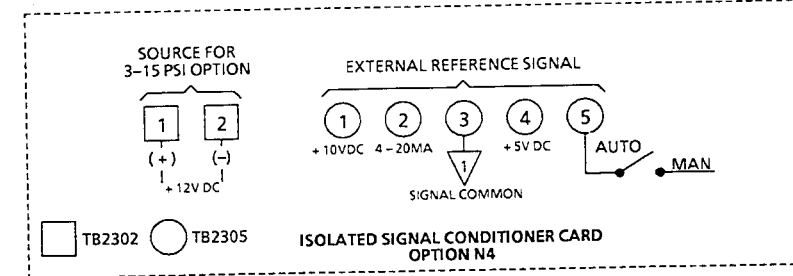 SOURCE FOR
3–15 PSI OPTION
EXTERNAL REFERENCE SIGNAL
1 2
1 2 3 4 5
(+) (–)
+ 12V DC
+ 10VDC 4 – 20MA + 5V DC
1
SIGNAL COMMON
AUTO
MAN
TB2302 TB2305
ISOLATED SIGNAL CONDITIONER CARD
OPTION N4